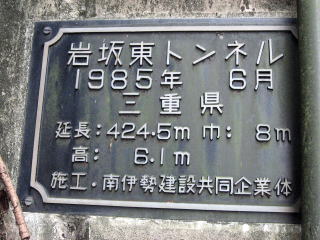 岩坂東トンネル
1985年 6月
三重県
延長:424.5m 巾: 8m
高: 6.1m
施工・南伊勢建設共同企業体